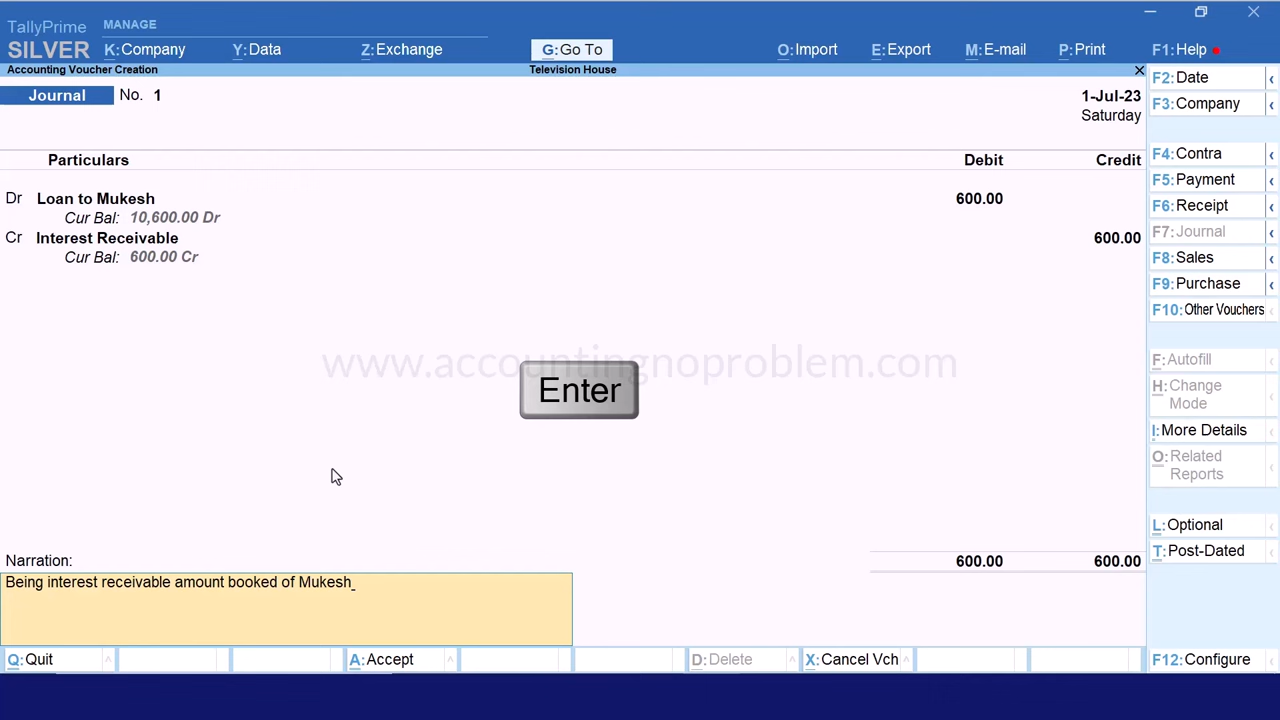 TallyPrime MANAGE
SILVER K:Company Y:Data Z:Exchange G:Go To O:Import E:Export M:E-mail P:Print F1:Help
Accounting Voucher Creation Television House
Journal No. 1 1-Jul-23
Saturday
Particulars Debit Credit
Dr Loan to Mukesh 600.00
Cur Bal: 10,600.00 Dr
Cr Interest Receivable 600.00
Cur Bal: 600.00 Cr
www.accountingnoproblem.com
Enter
Narration: 600.00 600.00
Being interest receivable amount booked of Mukesh
Q:Quit A:Accept D:Delete X:Cancel Vch
F2:Date
F3:Company
F4:Contra
F5:Payment
F6:Receipt
F7:Journal
F8:Sales
F9:Purchase
F10:Other Vouchers
F:Autofill
H:Change
Mode
I:More Details
O:Related
Reports
L:Optional
T:Post-Dated
F12:Configure